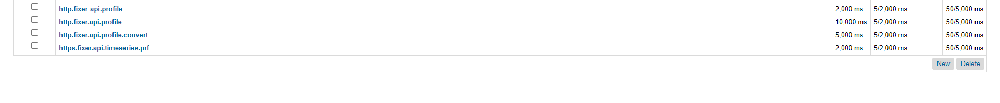 http.fixer-api.profile 2,000 ms 5/2,000 ms 50/5,000 ms
http.fixer.api.profile 10,000 ms 5/2,000 ms 50/5,000 ms
http.fixer.api.profile.convert 5,000 ms 5/2,000 ms 50/5,000 ms
https.fixer.api.timeseries.prf 2,000 ms 5/2,000 ms 50/5,000 ms
New Delete